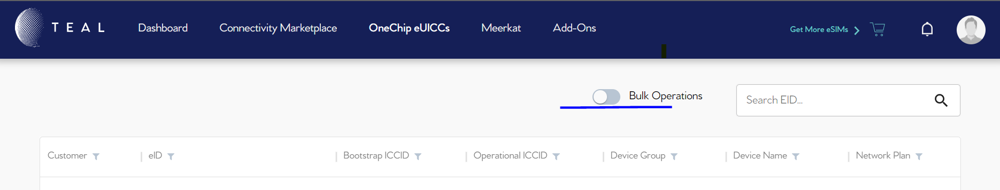 TEAL Dashboard Connectivity Marketplace OneChip eUICCs Meerkat Add-Ons Get More eSIMs
Bulk Operations Search EID...
Customer eID Bootstrap ICCID Operational ICCID Device Group Device Name Network Plan